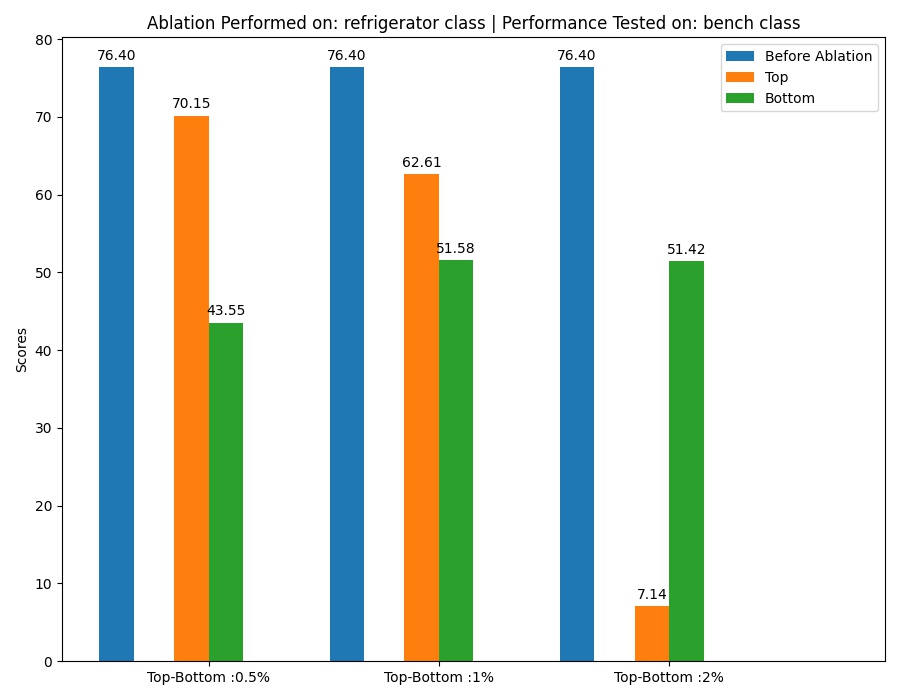 Ablation Performed on: refrigerator class | Performance Tested on: bench class
Before Ablation
Top
Bottom
Scores
80
70
60
50
40
30
20
10
0
76.40
70.15
43.55
76.40
62.61
51.58
76.40
7.14
51.42
Top-Bottom :0.5%
Top-Bottom :1%
Top-Bottom :2%